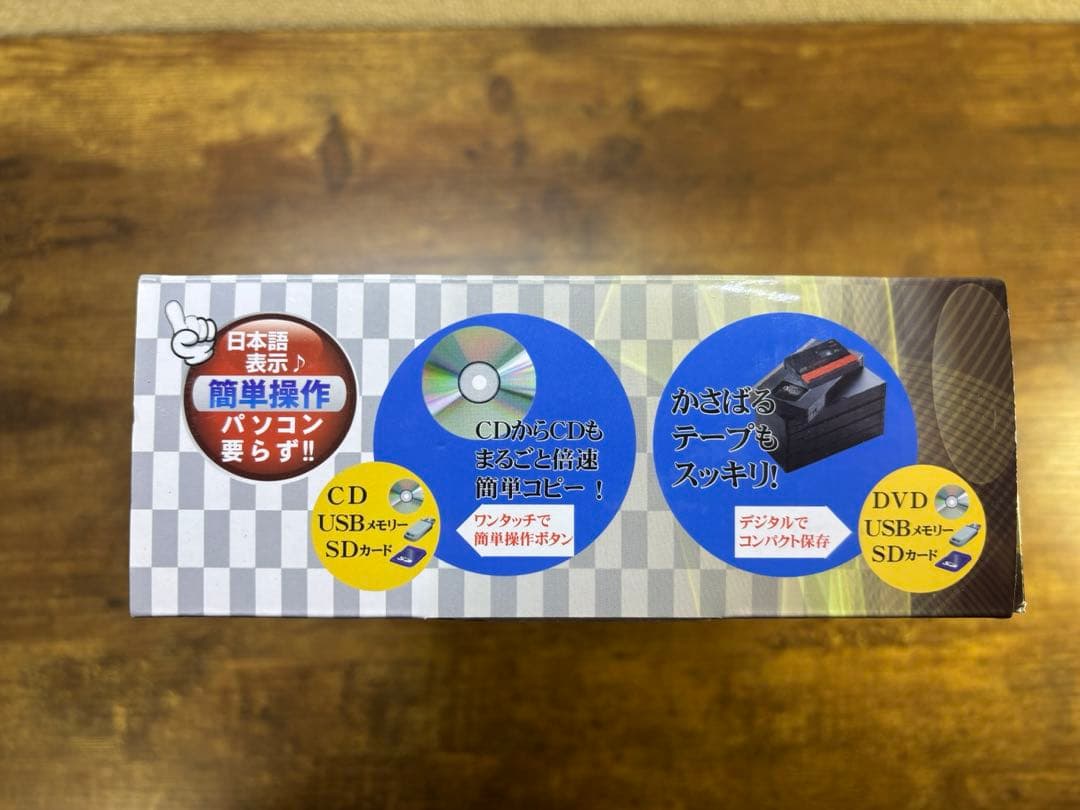 日本語
表示♪
簡単操作
パソコン
要らず!!
CDからCDも
まるごと倍速
簡単コピー！
ワンタッチで
簡単操作ボタン
CD
USBメモリー
SDカード
かさばる
テープも
スッキリ!
デジタルで
コンパクト保存
DVD
USBメモリー
SDカード